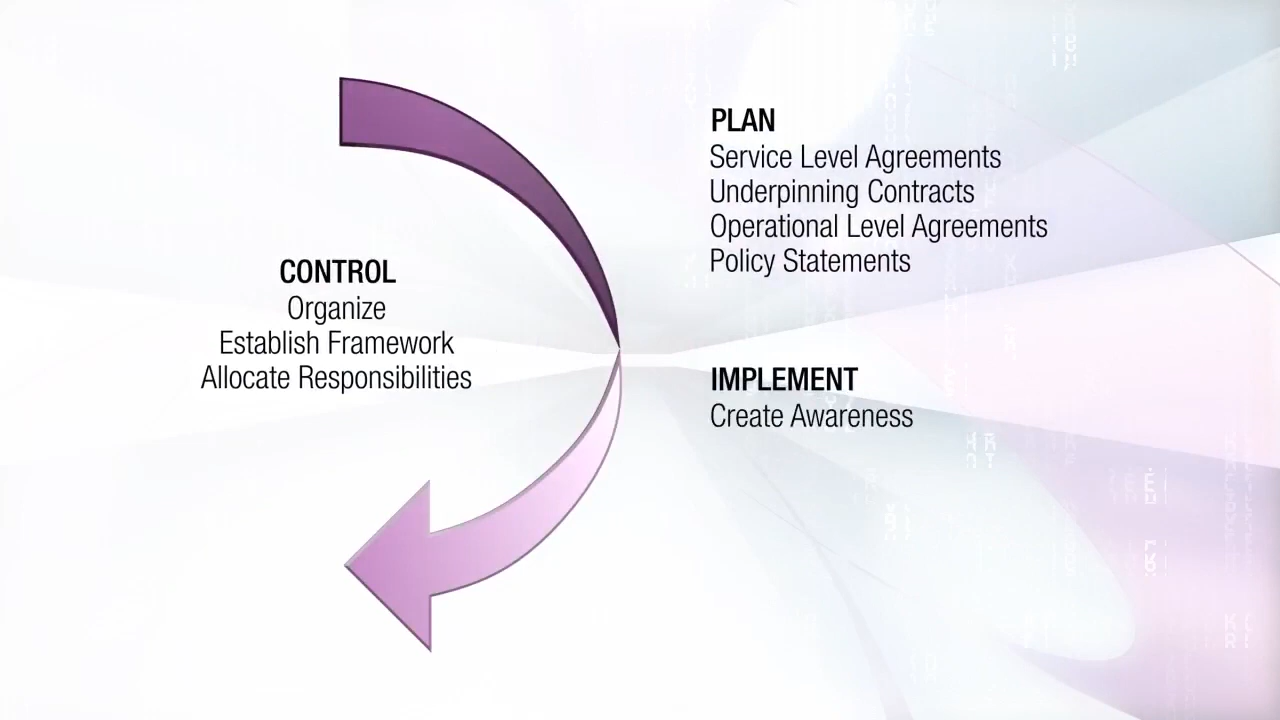 PLAN
Service Level Agreements
Underpinning Contracts
Operational Level Agreements
Policy Statements
CONTROL
Organize
Establish Framework
Allocate Responsibilities
IMPLEMENT
Create Awareness